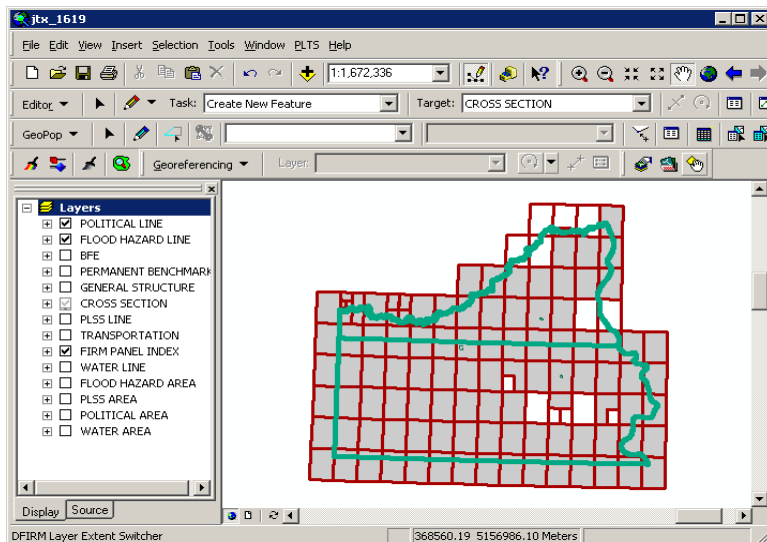 jtx_1619
File Edit View Insert Selection Tools Window PLTS Help
1:1,672,336
Editor Task: Create New Feature Target: CROSS SECTION
GeoPop
Georeferencing Layer:
Layers
POLITICAL LINE
FLOOD HAZARD LINE
BFE
PERMANENT BENCHMARK
GENERAL STRUCTURE
CROSS SECTION
PLSS LINE
TRANSPORTATION
FIRM PANEL INDEX
WATER LINE
FLOOD HAZARD AREA
PLSS AREA
POLITICAL AREA
WATER AREA
Display Source
DFIRM Layer Extent Switcher 368560.19 5156986.10 Meters